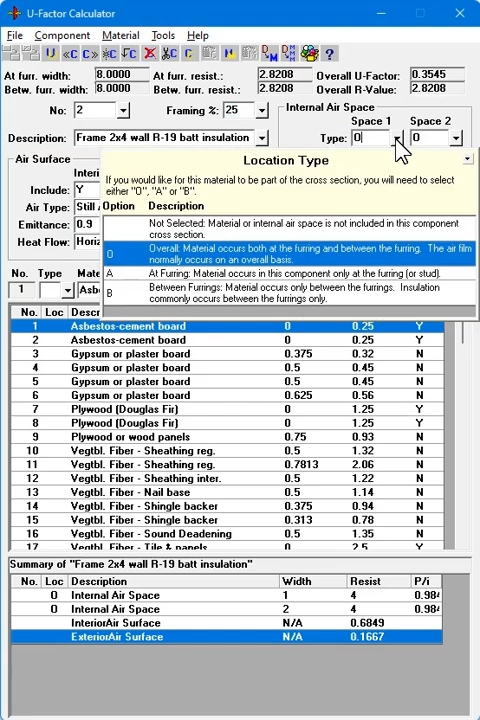 U-Factor Calculator
File Component Material Tools Help
At furr. width: 8.0000 At furr. resist.: 2.8208 Overall U-Factor: 0.3545
Betw. furr. width: 8.0000 Betw. furr. resist.: 2.8208 Overall R-Value: 2.8208
No: 2 Framing %: 25 Internal Air Space
Space 1 Space 2
Description: Frame 2x4 wall R-19 batt insulation Type: O O
Air Surface
Interi
Include: Y
Air Type: Still
Emittance: 0.9
Heat Flow: Horiz
Location Type
If you would like for this material to be part of the cross section, you will need to select
either "O", "A" or "B".
Option Description
Not Selected: Material or internal air space is not included in this component
cross section.
O Overall: Material occurs both at the furring and between the furring. The air film
normally occurs on an overall basis.
A At Furring: Material occurs in this component only at the furring (or stud).
B Between Furrings: Material occurs only between the furrings. Insulation
commonly occurs between the furrings only.
No. Type Mate
1 Asbe
No. Loc Descr
1 Asbestos-cement board 0 0.25 Y
2 Asbestos-cement board 0 0.25 Y
3 Gypsum or plaster board 0.375 0.32 N
4 Gypsum or plaster board 0.5 0.45 N
5 Gypsum or plaster board 0.5 0.45 N
6 Gypsum or plaster board 0.625 0.56 N
7 Plywood (Douglas Fir) 0 1.25 Y
8 Plywood (Douglas Fir) 0 1.25 Y
9 Plywood or wood panels 0.75 0.93 N
10 Vegtbl. Fiber - Sheathing reg. 0.5 1.32 N
11 Vegtbl. Fiber - Sheathing reg. 0.7813 2.06 N
12 Vegtbl. Fiber - Sheathing inter. 0.5 1.22 N
13 Vegtbl. Fiber - Nail base 0.5 1.14 N
14 Vegtbl. Fiber - Shingle backer 0.375 0.94 N
15 Vegtbl. Fiber - Shingle backer 0.313 0.78 N
16 Vegtbl. Fiber - Sound Deadening 0.5 1.35 N
17 Vegtbl. Fiber - Tile & panels 0 2.5 Y
Summary of "Frame 2x4 wall R-19 batt insulation"
No. Loc Description Width Resist P/i
O Internal Air Space 1 4 0.984
O Internal Air Space 2 4 0.984
InteriorAir Surface N/A 0.6849
ExteriorAir Surface N/A 0.1667